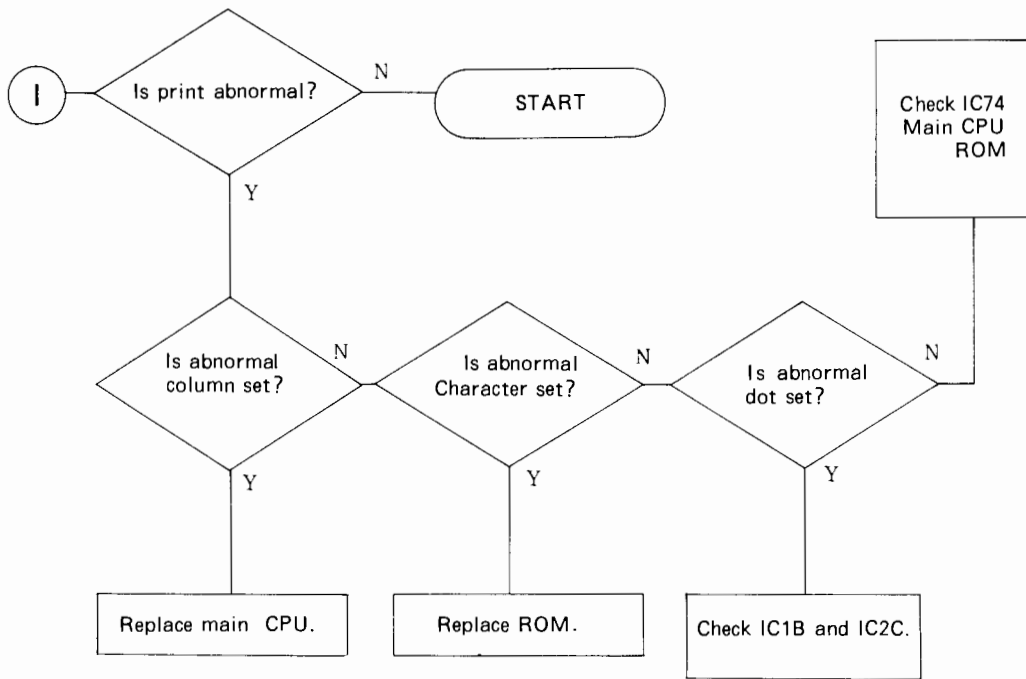 I
Is print abnormal?
N
START
Y
Check IC74
Main CPU
ROM
Is abnormal
column set?
N
Y
Is abnormal
Character set?
N
Y
Is abnormal
dot set?
N
Y
Replace main CPU.
Replace ROM.
Check IC1B and IC2C.